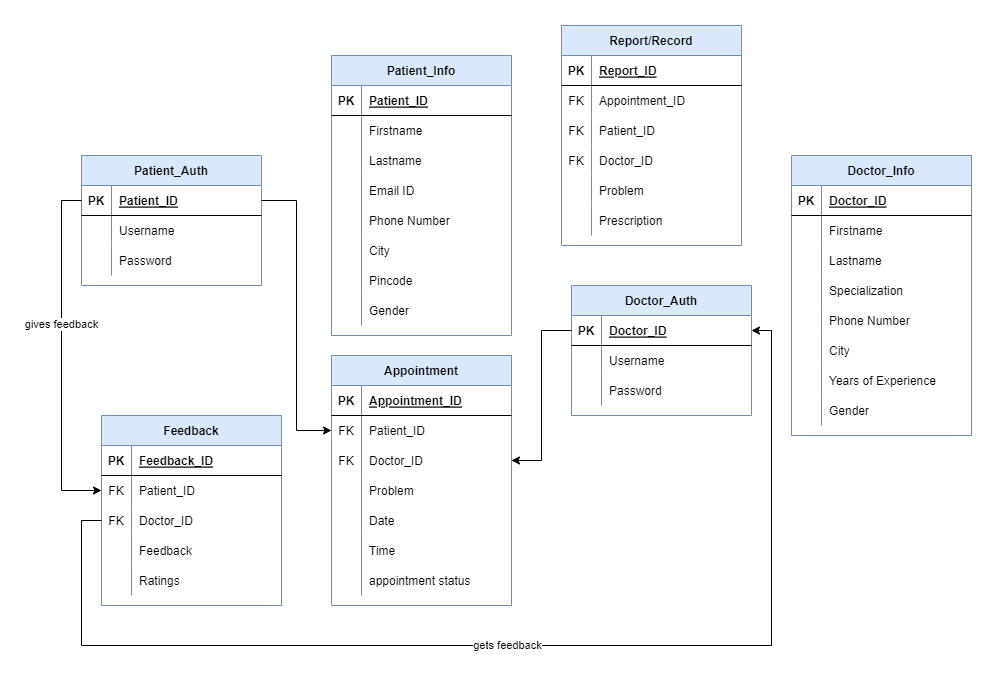 Report/Record
PK Report_ID
FK Appointment_ID
FK Patient_ID
FK Doctor_ID
Problem
Prescription
Patient_Info
PK Patient_ID
Firstname
Lastname
Email ID
Phone Number
City
Pincode
Gender
Patient_Auth
PK Patient_ID
Username
Password
Doctor_Info
PK Doctor_ID
Firstname
Lastname
Specialization
Phone Number
City
Years of Experience
Gender
Doctor_Auth
PK Doctor_ID
Username
Password
gives feedback
Appointment
PK Appointment_ID
FK Patient_ID
FK Doctor_ID
Problem
Date
Time
appointment status
Feedback
PK Feedback_ID
FK Patient_ID
FK Doctor_ID
Feedback
Ratings
gets feedback